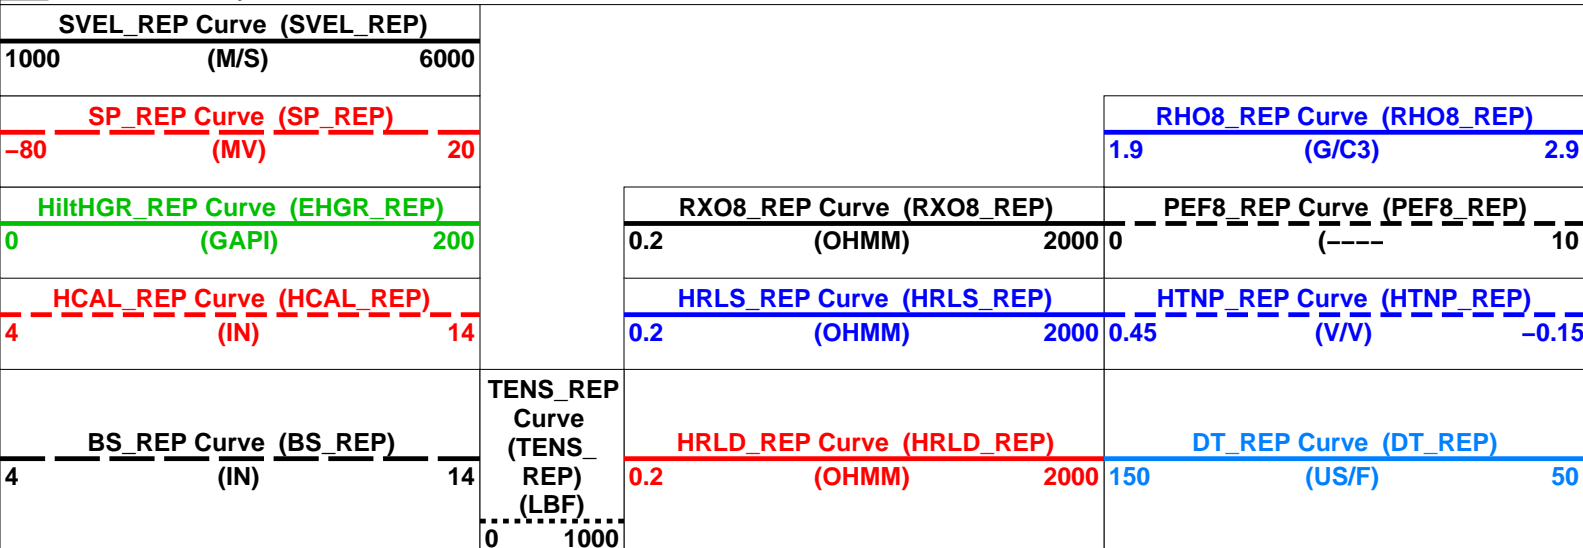 SVEL_REP Curve (SVEL_REP)
1000 (M/S) 6000
SP_REP Curve (SP_REP)
−80 (MV) 20
RHO8_REP Curve (RHO8_REP)
1.9 (G/C3) 2.9
HiltHGR_REP Curve (EHGR_REP)
0 (GAPI) 200
RXO8_REP Curve (RXO8_REP)
0.2 (OHMM) 2000
PEF8_REP Curve (PEF8_REP)
0 (−−−− 10
HCAL_REP Curve (HCAL_REP)
4 (IN) 14
HRLS_REP Curve (HRLS_REP)
0.2 (OHMM) 2000
HTNP_REP Curve (HTNP_REP)
0.45 (V/V) −0.15
BS_REP Curve (BS_REP)
4 (IN) 14
TENS_REP
Curve
(TENS_
REP)
(LBF)
0 1000
HRLD_REP Curve (HRLD_REP)
0.2 (OHMM) 2000
DT_REP Curve (DT_REP)
150 (US/F) 50